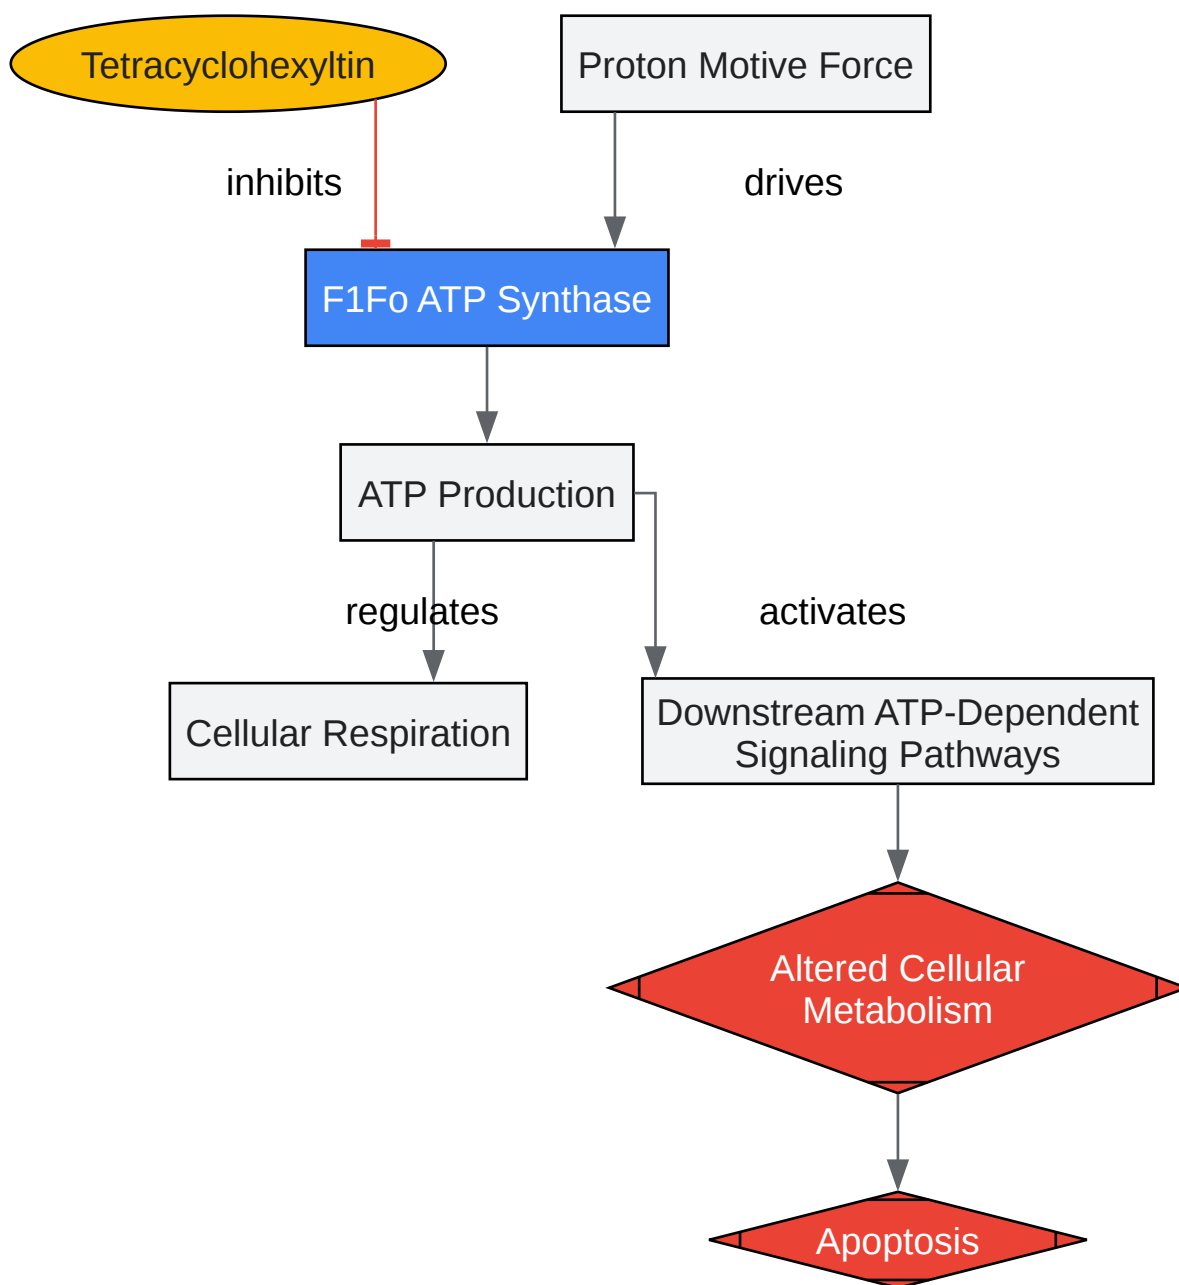 Tetracyclohexyltin
Proton Motive Force
inhibits
drives
F1Fo ATP Synthase
ATP Production
regulates
activates
Cellular Respiration
Downstream ATP-Dependent
Signaling Pathways
Altered Cellular
Metabolism
Apoptosis